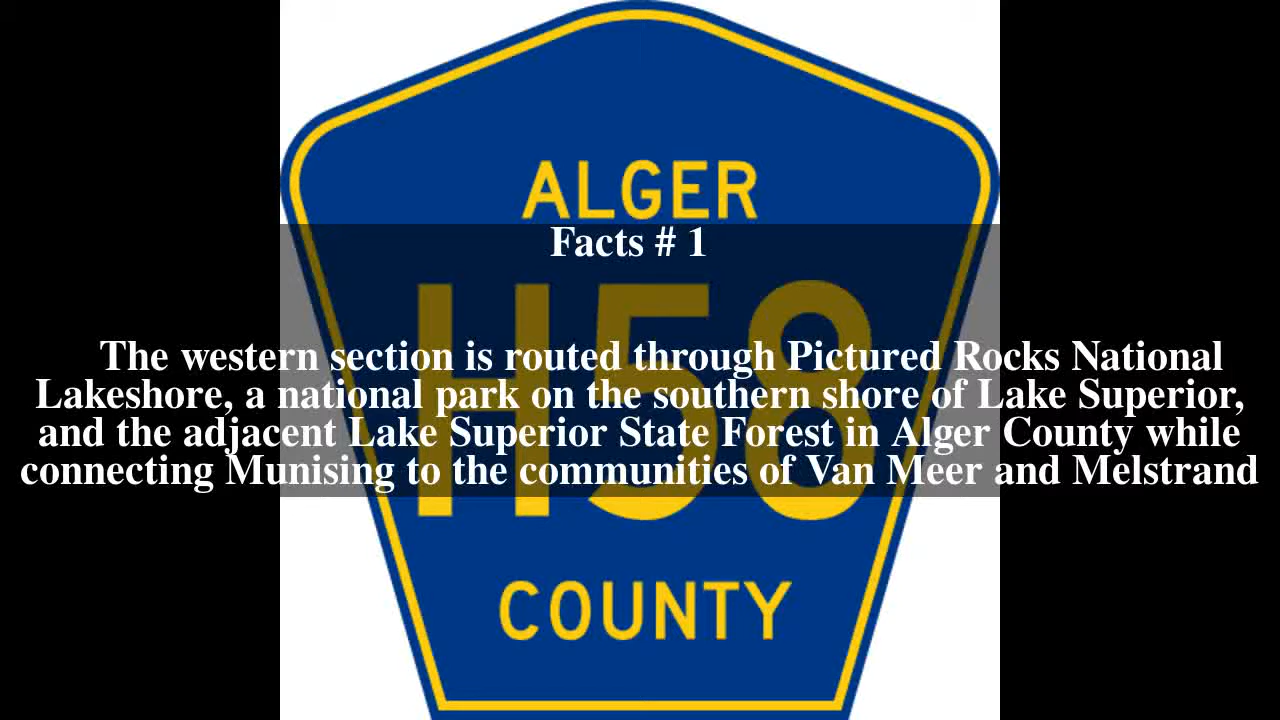 ALGER
Facts # 1
H58
The western section is routed through Pictured Rocks National
Lakeshore, a national park on the southern shore of Lake Superior,
and the adjacent Lake Superior State Forest in Alger County while
connecting Munising to the communities of Van Meer and Melstrand
COUNTY